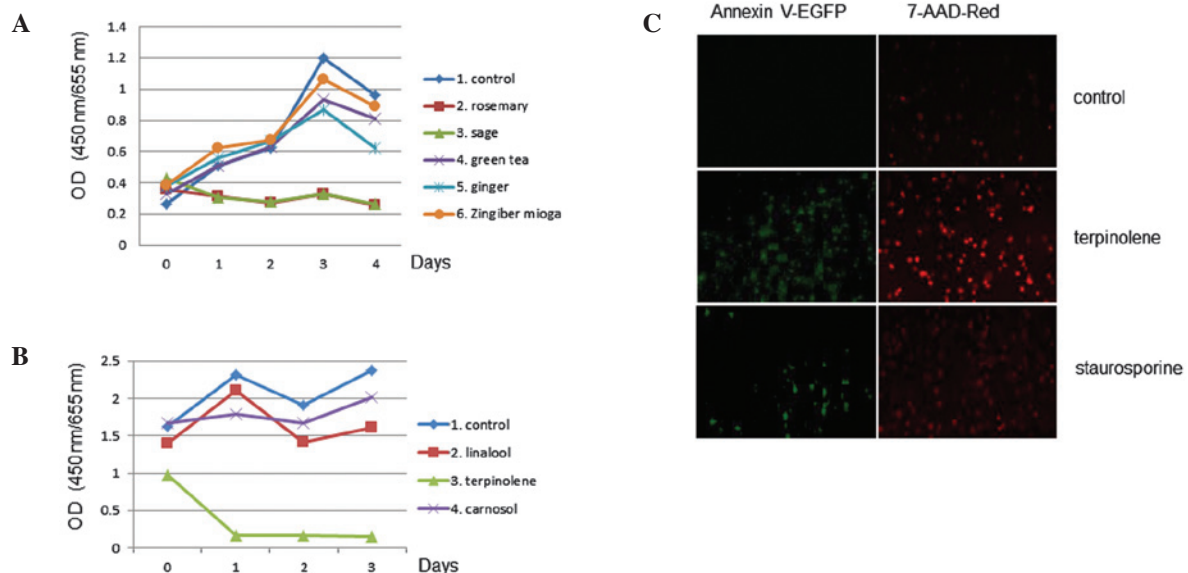 A
OD (450 nm/655 nm)
1.4
1.2
1
0.8
0.6
0.4
0.2
0
0 1 2 3 4 Days
1. control
2. rosemary
3. sage
4. green tea
5. ginger
6. Zingiber mioga
B
OD (450 nm/655nm)
2.5
2
1.5
1
0.5
0
0 1 2 3 Days
1. control
2. linalool
3. terpinolene
4. carnosol
C
Annexin V-EGFP 7-AAD-Red
control
terpinolene
staurosporine